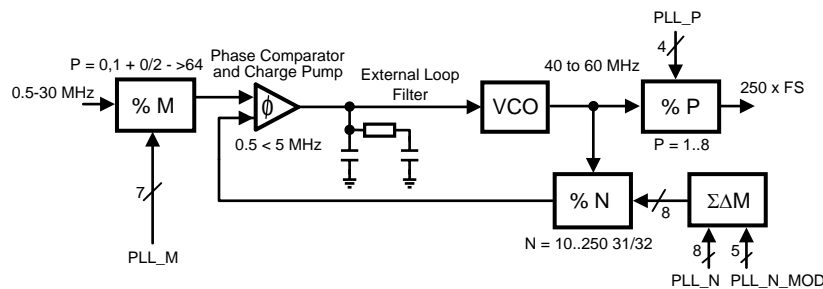 PLL_P
P = 0,1 + 0/2 - >64
Phase Comparator
and Charge Pump
External Loop
Filter
40 to 60 MHz
4
0.5-30 MHz
% M
ϕ
VCO
% P
250 x FS
0.5 < 5 MHz
P = 1..8
7
% N
8
ΣΔM
N = 10..250 31/32
8
5
PLL_M
PLL_N
PLL_N_MOD